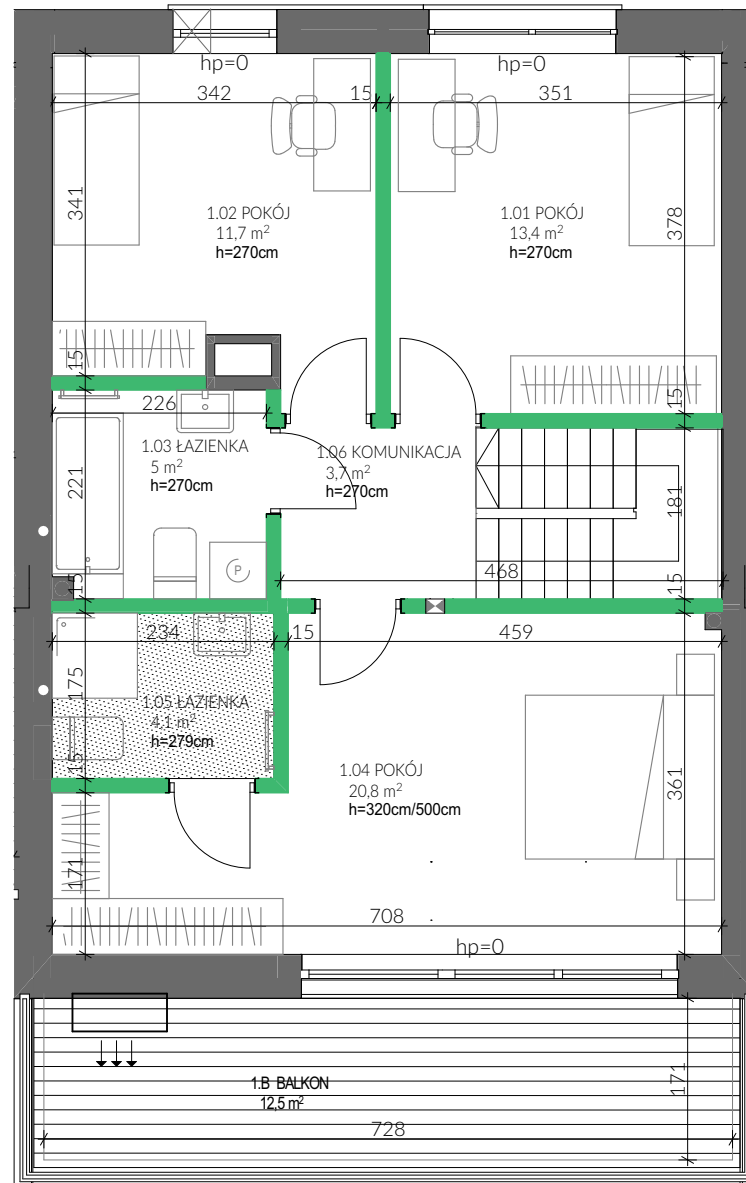 hp=0
hp=0
342
15
351
341
378
1.02 POKÓJ
11,7 m²
h=270cm
1.01 POKÓJ
13,4 m²
h=270cm
15
15
226
1.03 ŁAZIENKA
5 m²
h=270cm
1.06 KOMUNIKACJA
3,7 m²
h=270cm
221
181
P
468
15
15
234
15
459
175
1.05 ŁAZIENKA
4,1 m²
h=279cm
15
1.04 POKÓJ
20,8 m²
h=320cm/500cm
361
171
708
hp=0
1.B BALKON
12,5 m²
171
728